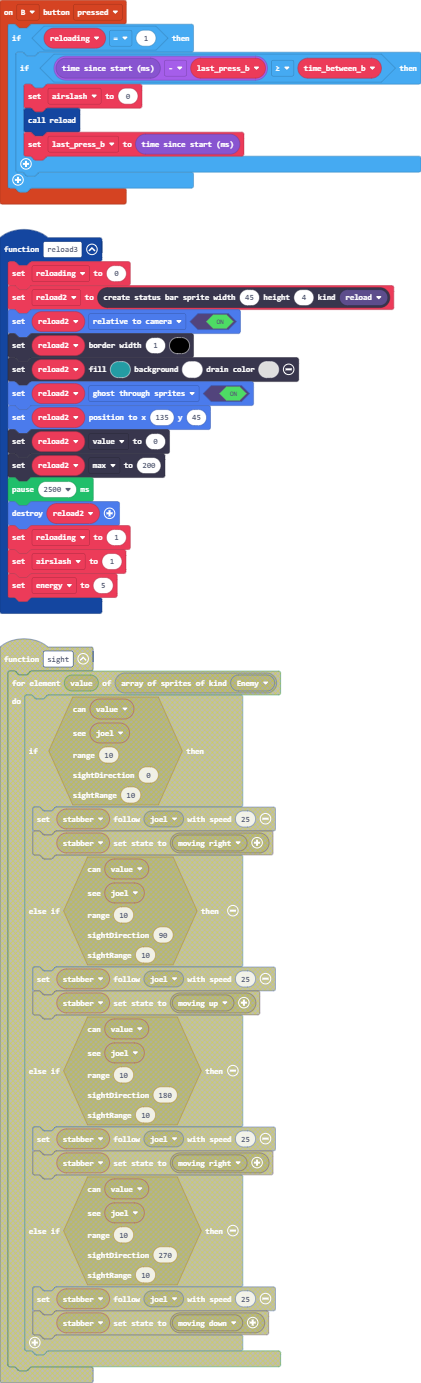 on B button pressed
if reloading = 1 then
if time since start (ms) - last_press_b ≥ time_between_b then
set airslash to 0
call reload
set last_press_b to time since start (ms)
function reload3
set reloading to 0
set reload2 to create status bar sprite width 45 height 4 kind reload
set reload2 relative to camera ON
set reload2 border width 1
set reload2 fill background drain color
set reload2 ghost through sprites ON
set reload2 position to x 135 y 45
set reload2 value to 0
set reload2 max to 200
pause 2500 ms
destroy reload2
set reloading to 1
set airslash to 1
set energy to 5
function sight
for element value of array of sprites of kind Enemy
do
can value
see joel
if range 10 then
sightDirection 0
sightRange 10
set stabber follow joel with speed 25
stabber set state to moving right
can value
see joel
else if range 10 then
sightDirection 90
sightRange 10
set stabber follow joel with speed 25
stabber set state to moving up
can value
see joel
else if range 10 then
sightDirection 180
sightRange 10
set stabber follow joel with speed 25
stabber set state to moving right
can value
see joel
else if range 10 then
sightDirection 270
sightRange 10
set stabber follow joel with speed 25
stabber set state to moving down